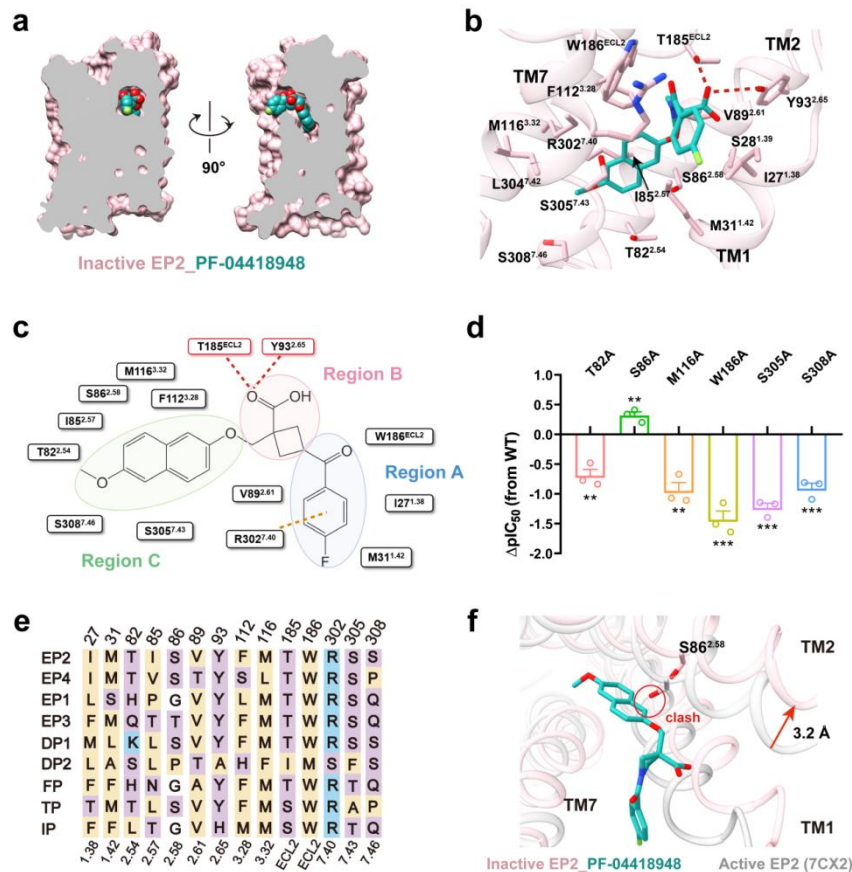 a
90°
Inactive EP2_PF-04418948
b
W186ECL2
T185ECL2
TM2
TM7
F1123.28
Y932.65
V892.61
M1163.32
R3027.40
S281.39
L3047.42
S862.58
I271.38
S3057.43
I852.57
M311.42
S3087.46
T822.54
TM1
c
T185ECL2
Y932.65
M1163.32
Region B
S862.58
F1123.28
O
OH
I852.57
O
W186ECL2
T822.54
O
O
Region A
V892.61
I271.38
S3087.46
S3057.43
R3027.40
Region C
F
M311.42
d
T82A
S86A
M116A
W186A
S305A
S308A
ΔpIC50 (from WT)
1.0
0.5
0.0
-0.5
-1.0
-1.5
-2.0
**
**
**
***
***
***
e
27 31 82 85 86 89 93 112 116 185 186 302 305 308
EP2 I M T I S V Y F M T W R S S
EP4 I M T V S T Y S L T W R S P
EP1 L S H P G V Y L M T W R S Q
EP3 F M Q T T V Y F M T W R S Q
DP1 M L K L S V Y F M T W R S S
DP2 L A S L P T A H F I M S F S
FP F F H N G A Y F M T W R T Q
TP T M T L S V Y F M S W R A P
IP F F L T G V H M M S W R T Q
1.38 1.42 2.54 2.57 2.58 2.61 2.65 3.28 3.32 ECL2 ECL2 7.40 7.43 7.46
f
S862.58
TM2
clash
3.2 Å
TM7
TM1
Inactive EP2_PF-04418948
Active EP2 (7CX2)